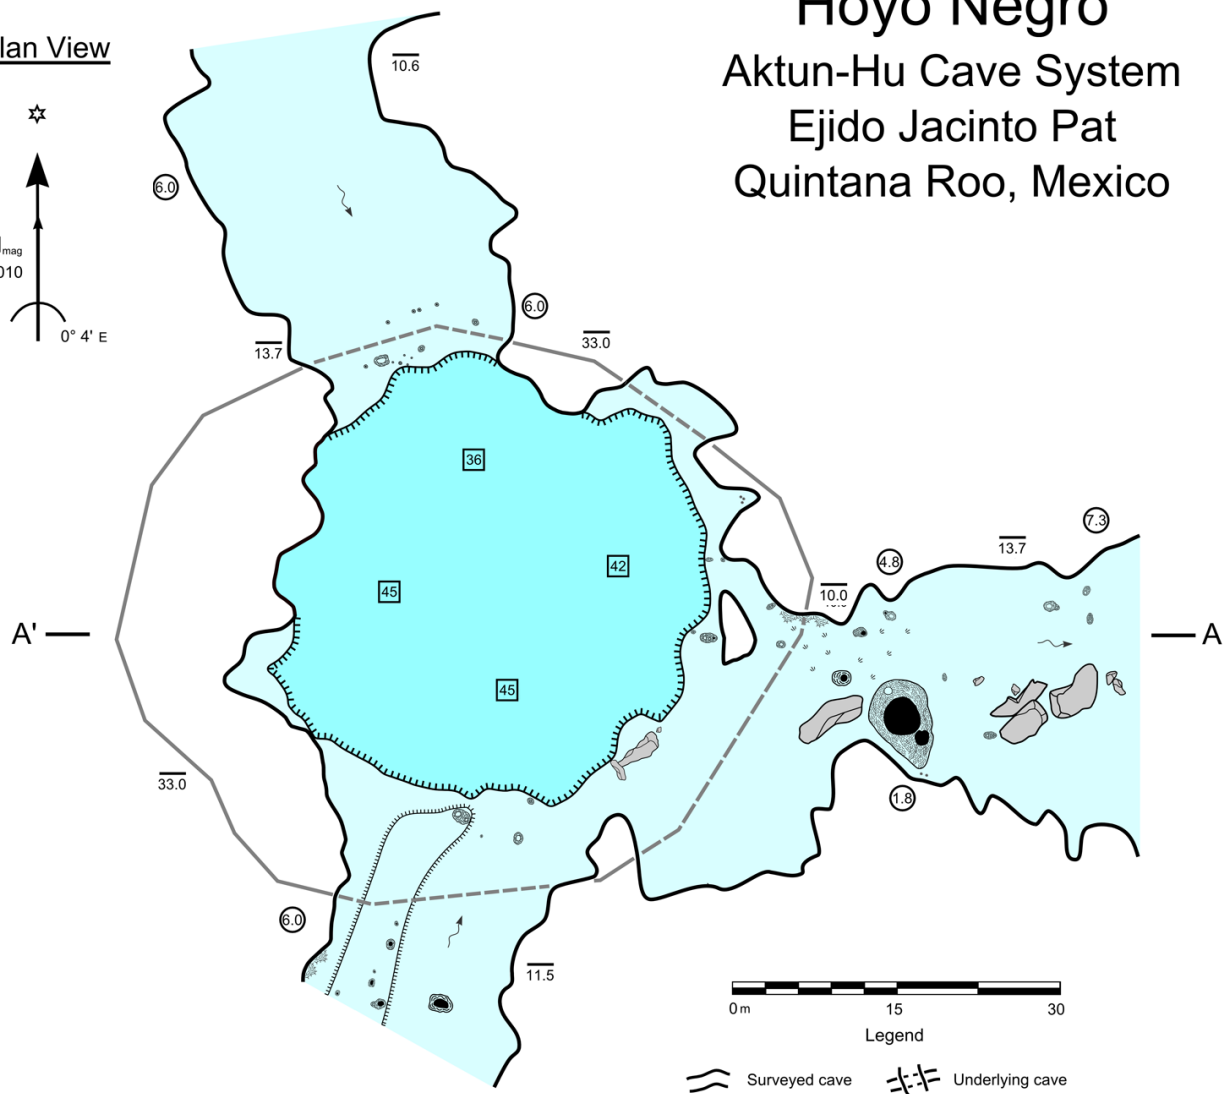 Hoyo Negro
Aktun-Hu Cave System
Ejido Jacinto Pat
Quintana Roo, Mexico
lan View
mag
010
0° 4' E
10.6
6.0
6.0
33.0
13.7
36
42
45
45
7.3
13.7
4.8
10.0
A'
A
33.0
1.8
6.0
11.5
0 m 15 30
Legend
Surveyed cave
Underlying cave